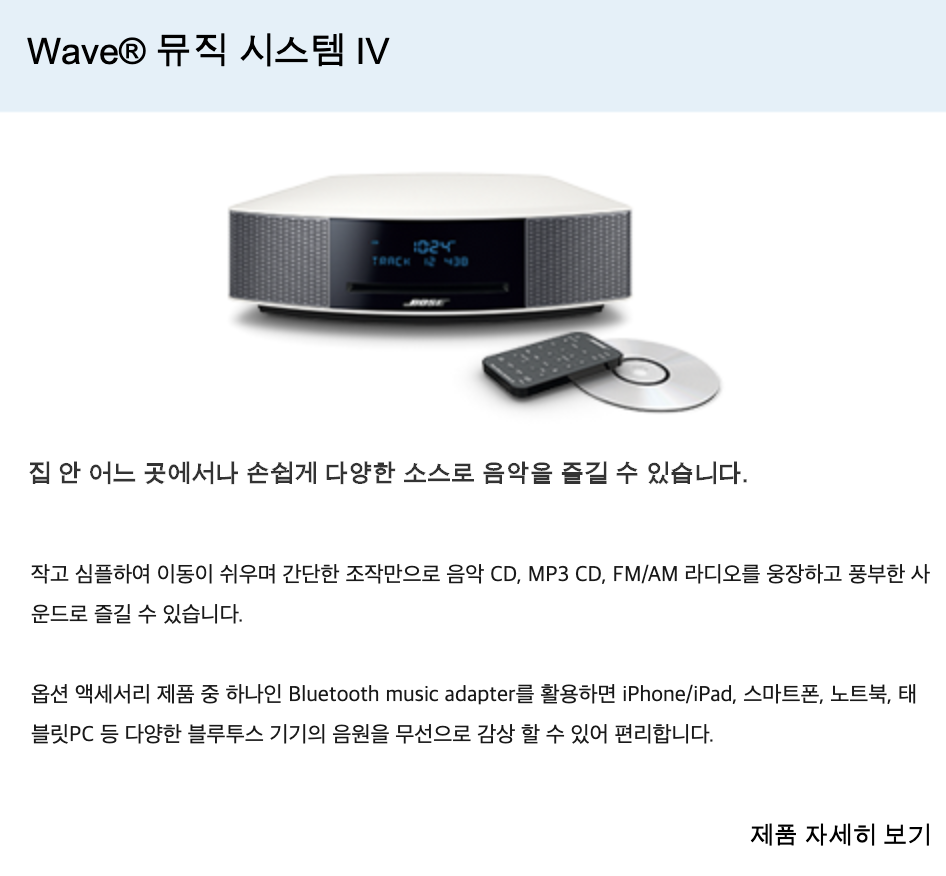 Wave® 뮤직 시스템 IV
1024
TRACK 12 438
BOSE
집 안 어느 곳에서나 손쉽게 다양한 소스로 음악을 즐길 수 있습니다.
작고 심플하여 이동이 쉬우며 간단한 조작만으로 음악 CD, MP3 CD, FM/AM 라디오를 웅장하고 풍부한 사
운드로 즐길 수 있습니다.
옵션 액세서리 제품 중 하나인 Bluetooth music adapter를 활용하면 iPhone/iPad, 스마트폰, 노트북, 태
블릿PC 등 다양한 블루투스 기기의 음원을 무선으로 감상 할 수 있어 편리합니다.
제품 자세히 보기